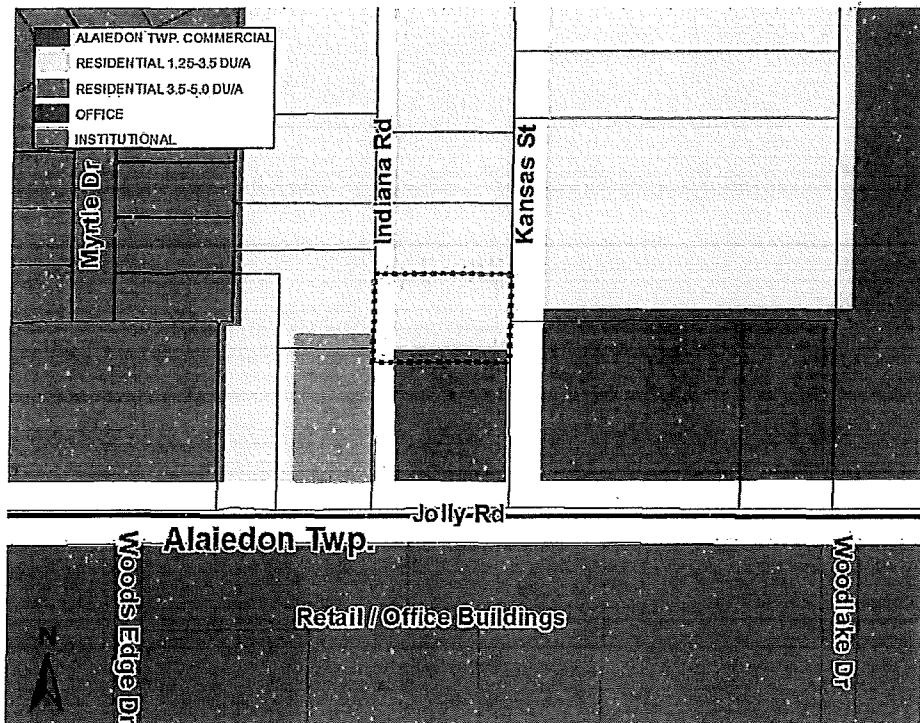 ALAIEDON TWP. COMMERCIAL
RESIDENTIAL 1.25-3.5 DU/A
RESIDENTIAL 3.5-5.0 DU/A
OFFICE
INSTITUTIONAL
Myrtle Dr
Indiana Rd
Kansas St
Jolly Rd
Alaiedon Twp.
Woods Edge Dr
Retail / Office Buildings
Woodlake Dr
N